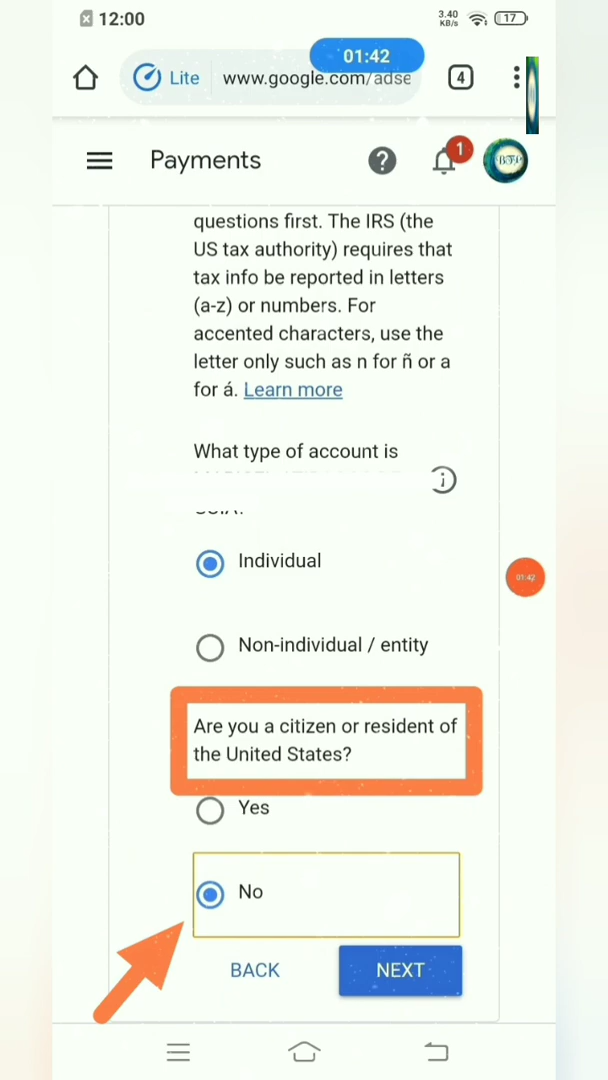 12:00
3.40
KB/s
17
01:42
Lite
www.google.com/adse
4
Payments
1
questions first. The IRS (the
US tax authority) requires that
tax info be reported in letters
(a-z) or numbers. For
accented characters, use the
letter only such as n for ñ or a
for á. Learn more
What type of account is
Individual
01:42
Non-individual / entity
Are you a citizen or resident of
the United States?
Yes
No
BACK
NEXT